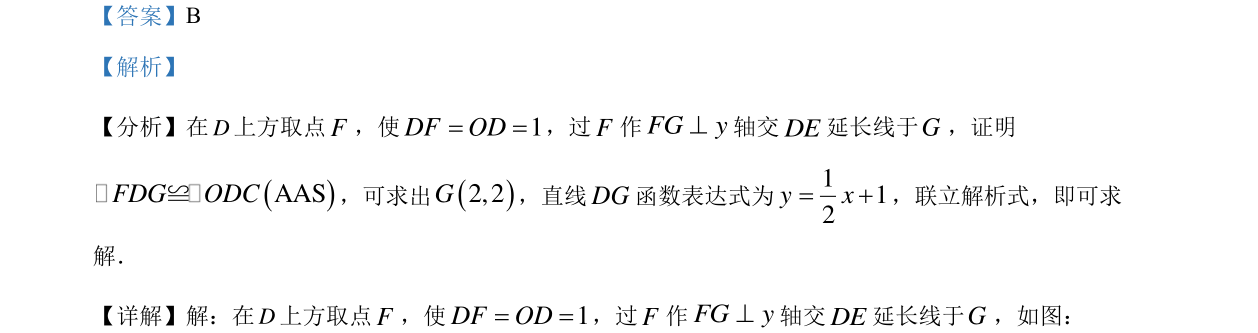 【答案】B
【解析】
【分析】在D上方取点F，使DF=OD=1，过F作FG⊥y轴交DE延长线于G，证明
□FDG≌□ODC(AAS)，可求出G(2,2)，直线DG函数表达式为y=1/2x+1，联立解析式，即可求
解．
【详解】解：在D上方取点F，使DF=OD=1，过F作FG⊥y轴交DE延长线于G，如图：